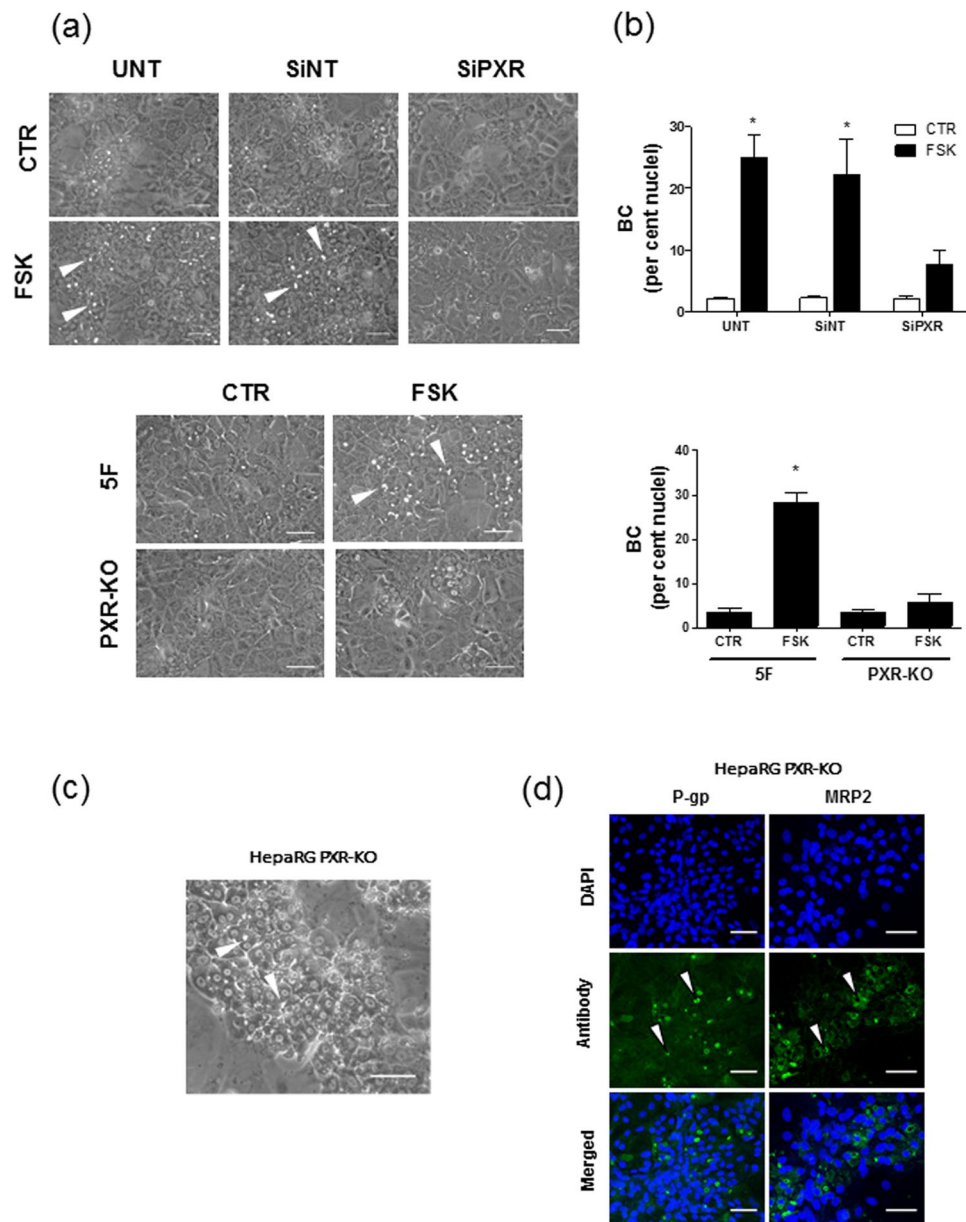 (a)
UNT SiNT SiPXR
CTR
FSK
CTR FSK
5F
PXR-KO
(b)
BC
(per cent nuclei)
30
20
10
0
* *
CTR
FSK
UNT SiNT SiPXR
BC
(per cent nuclei)
40
30
20
10
0
*
CTR FSK CTR FSK
5F PXR-KO
(c)
HepaRG PXR-KO
(d)
HepaRG PXR-KO
P-gp MRP2
DAPI
Antibody
Merged